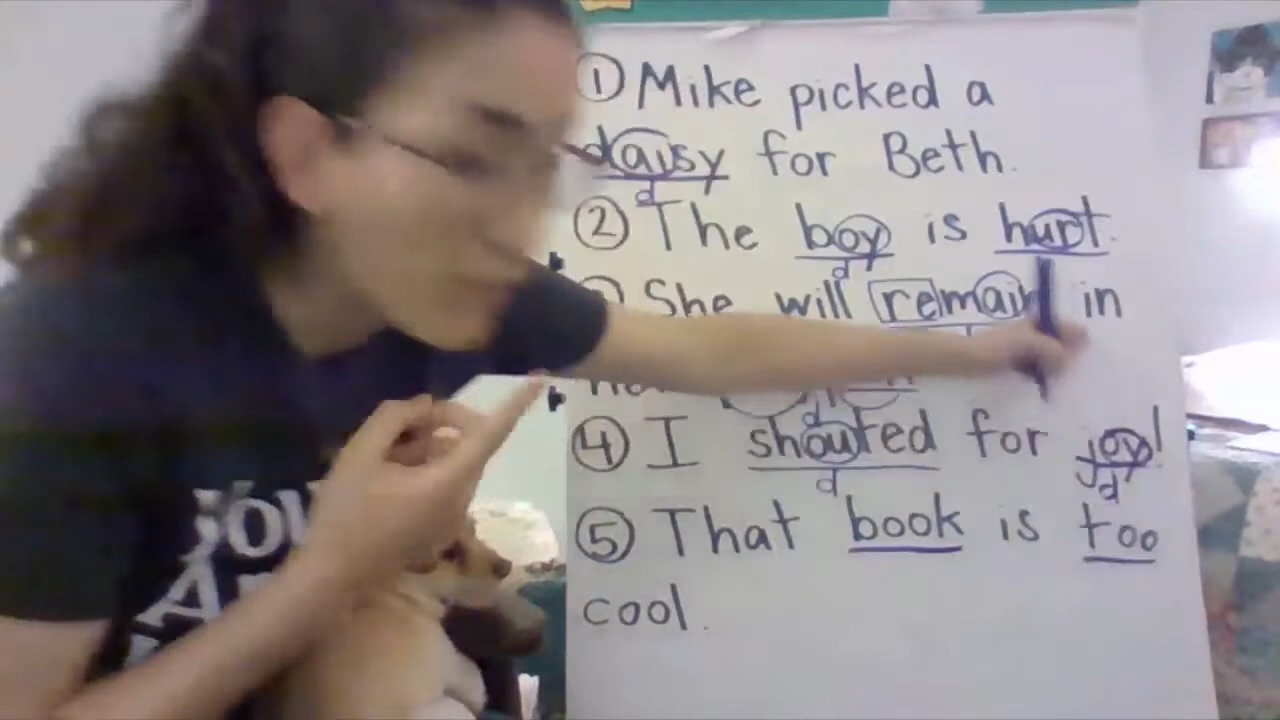 ① Mike picked a
daisy for Beth.
d
② The boy is hurt.
d
She will remain in
d
④ I shouted for joy!
d d
⑤ That book is too
cool.
YOU